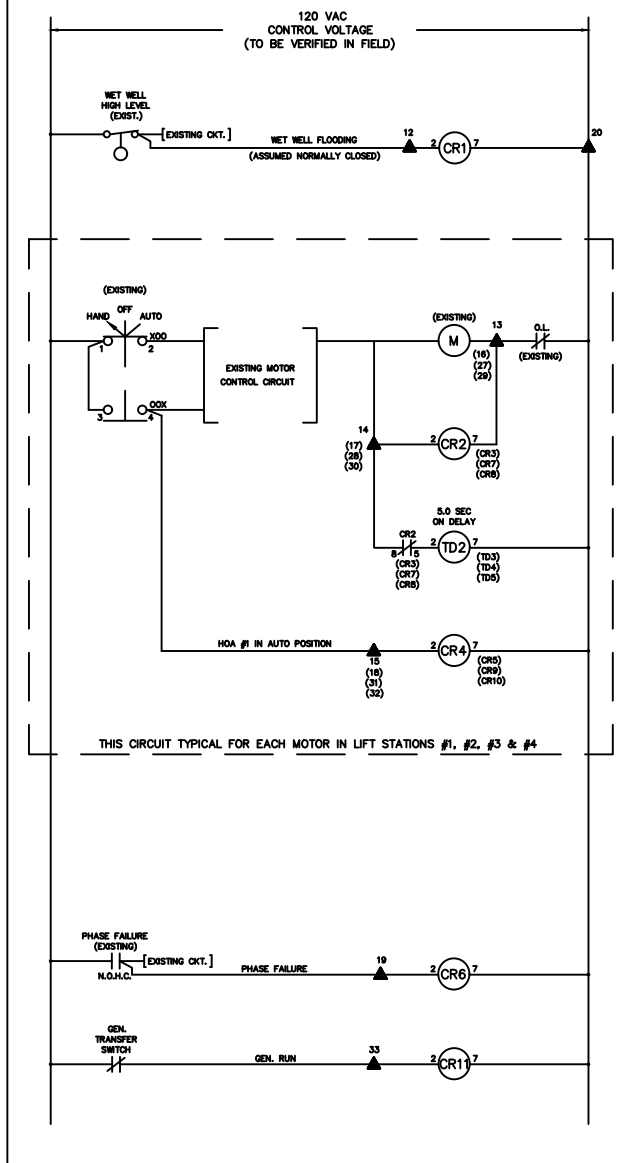 120 VAC
CONTROL VOLTAGE
(TO BE VERIFIED IN FIELD)
WET WELL
HIGH LEVEL
(EXIST.)
[EXISTING CKT.]
WET WELL FLOODING
(ASSUMED NORMALLY CLOSED)
12
2 CR1 7
20
(EXISTING)
HAND OFF AUTO
1 XOO 2
3 OOX 4
EXISTING MOTOR
CONTROL CIRCUIT
(EXISTING)
M
13
(16)
(27)
(29)
O.L.
(EXISTING)
14
(17)
(28)
(30)
2 CR2 7
(CR3)
(CR7)
(CR8)
5.0 SEC
ON DELAY
CR2
8 5
(CR3)
(CR7)
(CR8)
2 TD2 7
(TD3)
(TD4)
(TD5)
HOA #1 IN AUTO POSITION
15
(18)
(31)
(32)
2 CR4 7
(CR5)
(CR9)
(CR10)
THIS CIRCUIT TYPICAL FOR EACH MOTOR IN LIFT STATIONS #1, #2, #3 & #4
PHASE FAILURE
(EXISTING)
[EXISTING CKT.]
N.O.H.C.
PHASE FAILURE
19
2 CR6 7
GEN.
TRANSFER
SWITCH
GEN. RUN
33
2 CR11 7